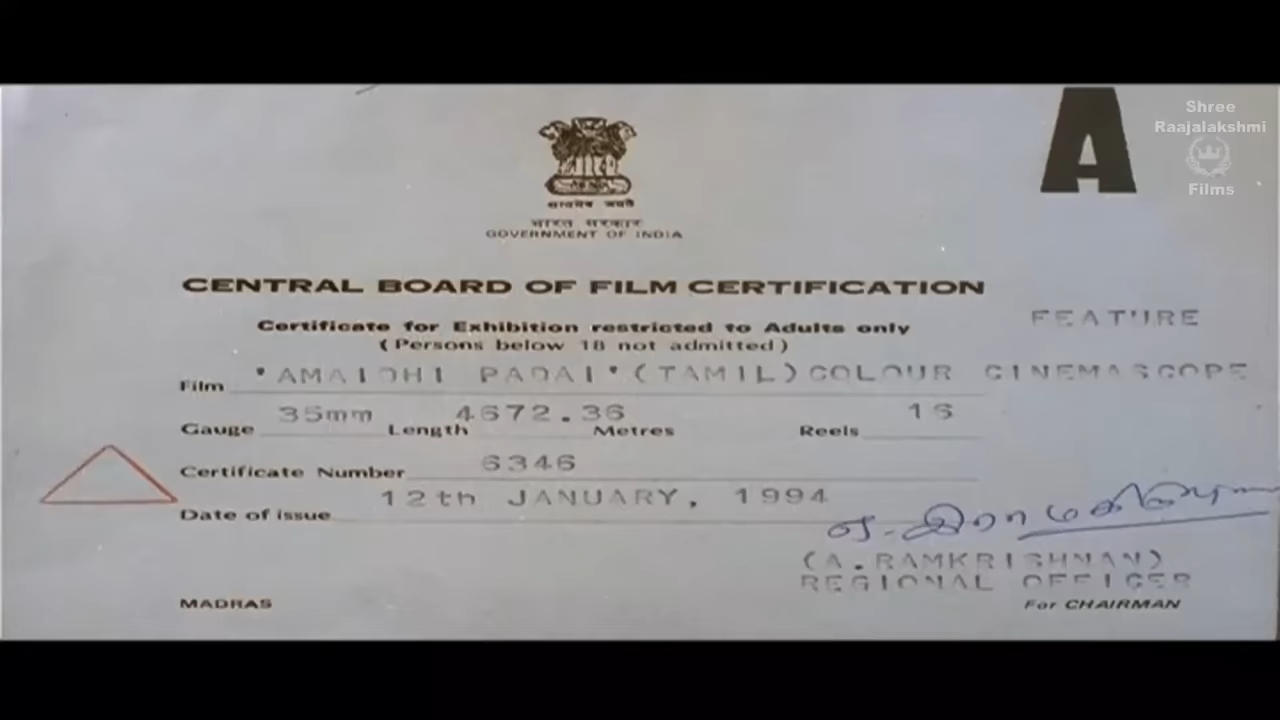 A
Shree
Raajalakshmi
Films
सत्यमेव जयते
भारत सरकार
GOVERNMENT OF INDIA
CENTRAL BOARD OF FILM CERTIFICATION
FEATURE
Certificate for Exhibition restricted to Adults only
(Persons below 18 not admitted)
Film 'AMAIDHI PADAI' (TAMIL) COLOUR CINEMASCOPE
Gauge 35mm Length 4672.36 Metres Reels 16
Certificate Number 6346
Date of issue 12th JANUARY, 1994
(A.RAMKRISHNAN)
REGIONAL OFFICER
MADRAS For CHAIRMAN